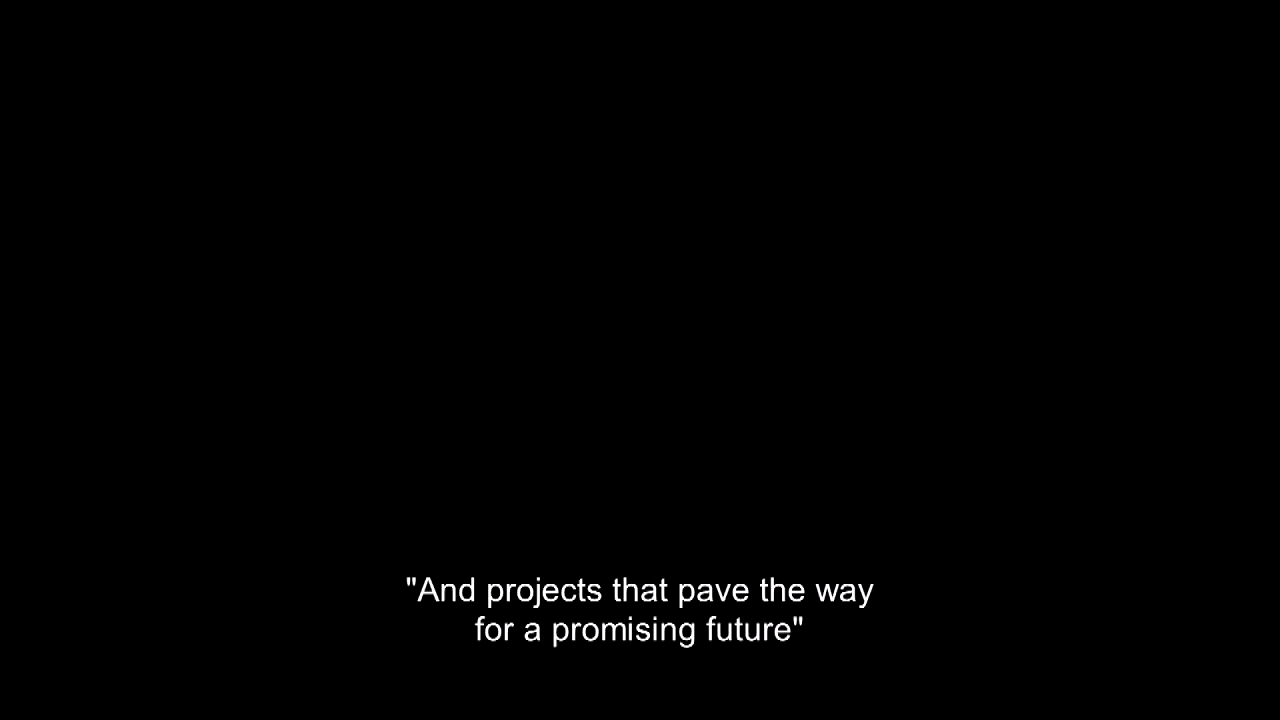 "And projects that pave the way
for a promising future"